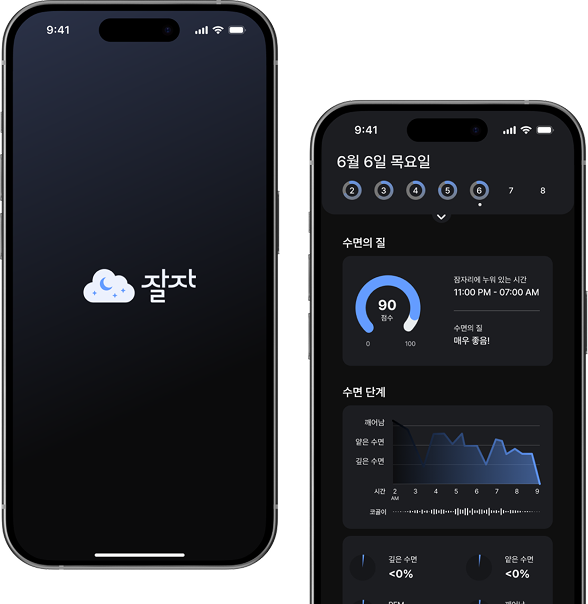 9:41
잘자
9:41
6월 6일 목요일
2 3 4 5 6 7 8
수면의 질
90
점수
0 100
잠자리에 누워 있는 시간
11:00 PM - 07:00 AM
수면의 질
매우 좋음!
수면 단계
깨어남
얕은 수면
깊은 수면
시간 2 3 4 5 6 7 8 9
AM
코골이
깊은 수면
<0%
얕은 수면
<0%